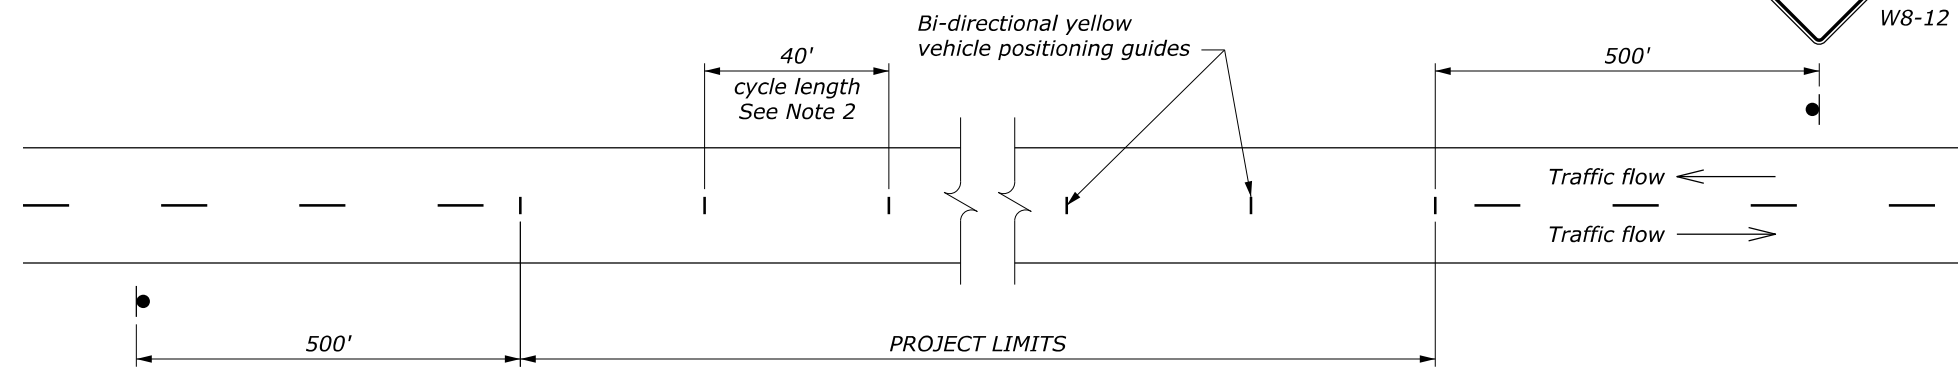 Bi-directional yellow
vehicle positioning guides
W8-12
40'
cycle length
See Note 2
500'
Traffic flow
Traffic flow
500'
PROJECT LIMITS